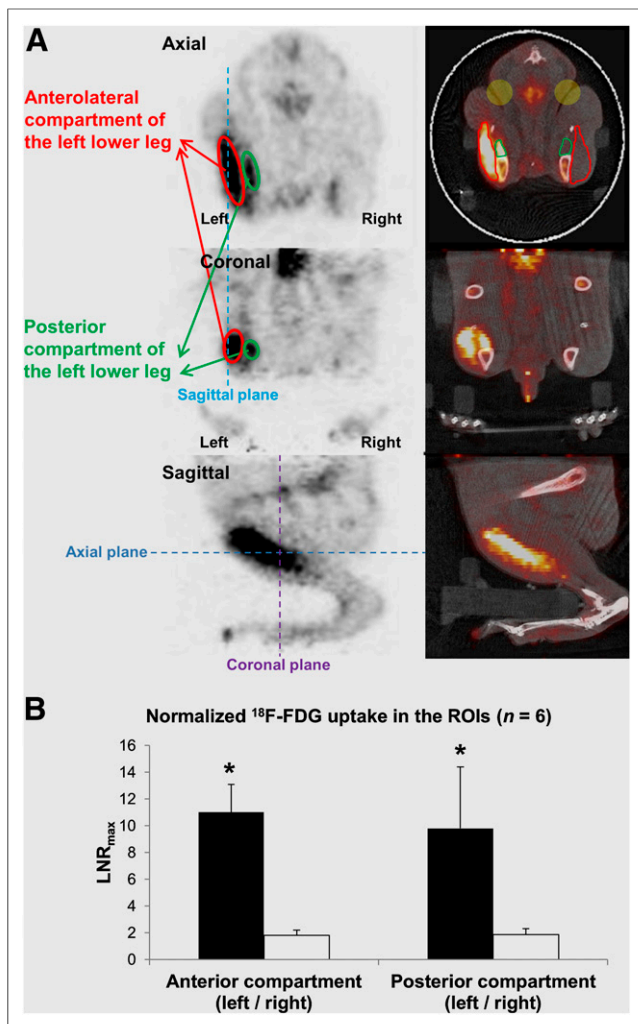 A
Axial
Anterolateral
compartment of
the left lower leg
Left
Right
Coronal
Posterior
compartment of
the left lower leg
Sagittal plane
Left
Right
Sagittal
Axial plane
Coronal plane
B
Normalized ¹⁸F-FDG uptake in the ROIs (n = 6)
16
14
12
10
8
6
4
2
0
LNRmax
*
*
Anterior compartment
(left / right)
Posterior compartment
(left / right)